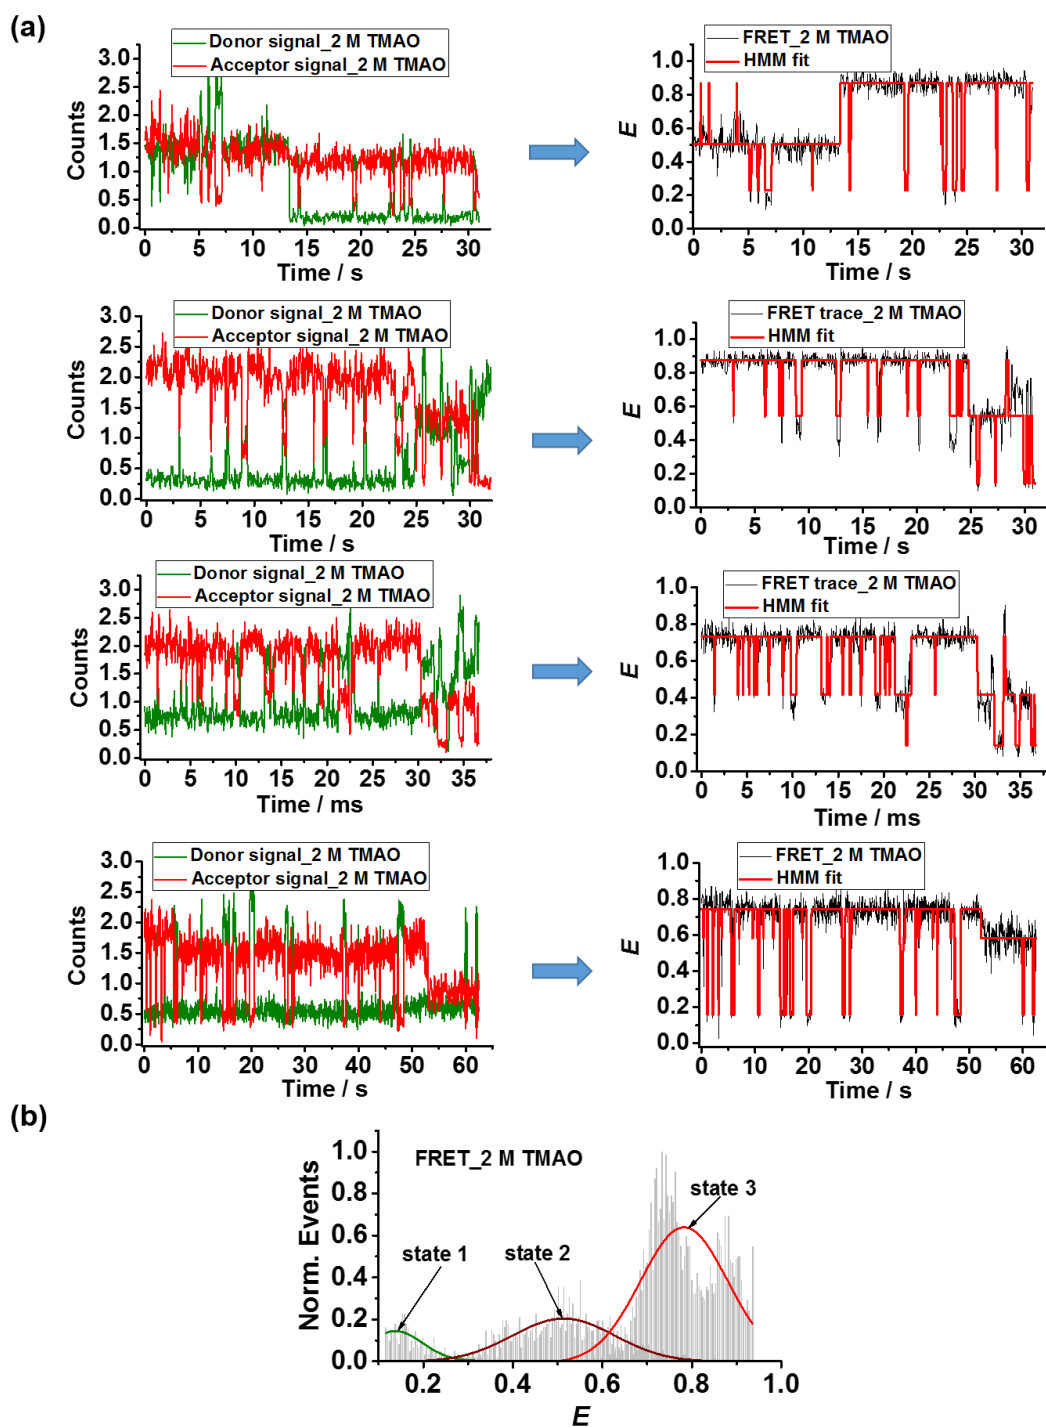 (a)
Donor signal_2 M TMAO
Acceptor signal_2 M TMAO
Counts
3.0
2.5
2.0
1.5
1.0
0.5
0.0
0 5 10 15 20 25 30
Time / s
FRET_2 M TMAO
HMM fit
E
1.0
0.8
0.6
0.4
0.2
0.0
0 5 10 15 20 25 30
Time / s
Donor signal_2 M TMAO
Acceptor signal_2 M TMAO
Counts
3.0
2.5
2.0
1.5
1.0
0.5
0.0
0 5 10 15 20 25 30
Time / s
FRET trace_2 M TMAO
HMM fit
E
1.0
0.8
0.6
0.4
0.2
0.0
0 5 10 15 20 25 30
Time / s
Donor signal_2 M TMAO
Acceptor signal_2 M TMAO
Counts
3.0
2.5
2.0
1.5
1.0
0.5
0.0
0 5 10 15 20 25 30 35
Time / ms
FRET trace_2 M TMAO
HMM fit
E
1.0
0.8
0.6
0.4
0.2
0.0
0 5 10 15 20 25 30 35
Time / ms
Donor signal_2 M TMAO
Acceptor signal_2 M TMAO
Counts
3.0
2.5
2.0
1.5
1.0
0.5
0.0
0 10 20 30 40 50 60
Time / s
FRET_2 M TMAO
HMM fit
E
1.0
0.8
0.6
0.4
0.2
0.0
0 10 20 30 40 50 60
Time / s
(b)
FRET_2 M TMAO
state 1
state 2
state 3
Norm. Events
1.0
0.8
0.6
0.4
0.2
0.0
0.2 0.4 0.6 0.8 1.0
E